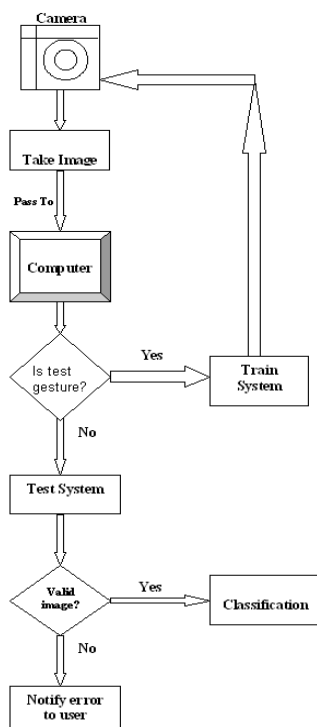 Camera
Take Image
Pass To
Computer
Is test
gesture?
Yes
Train
System
No
Test System
Valid
image?
Yes
Classification
No
Notify error
to user